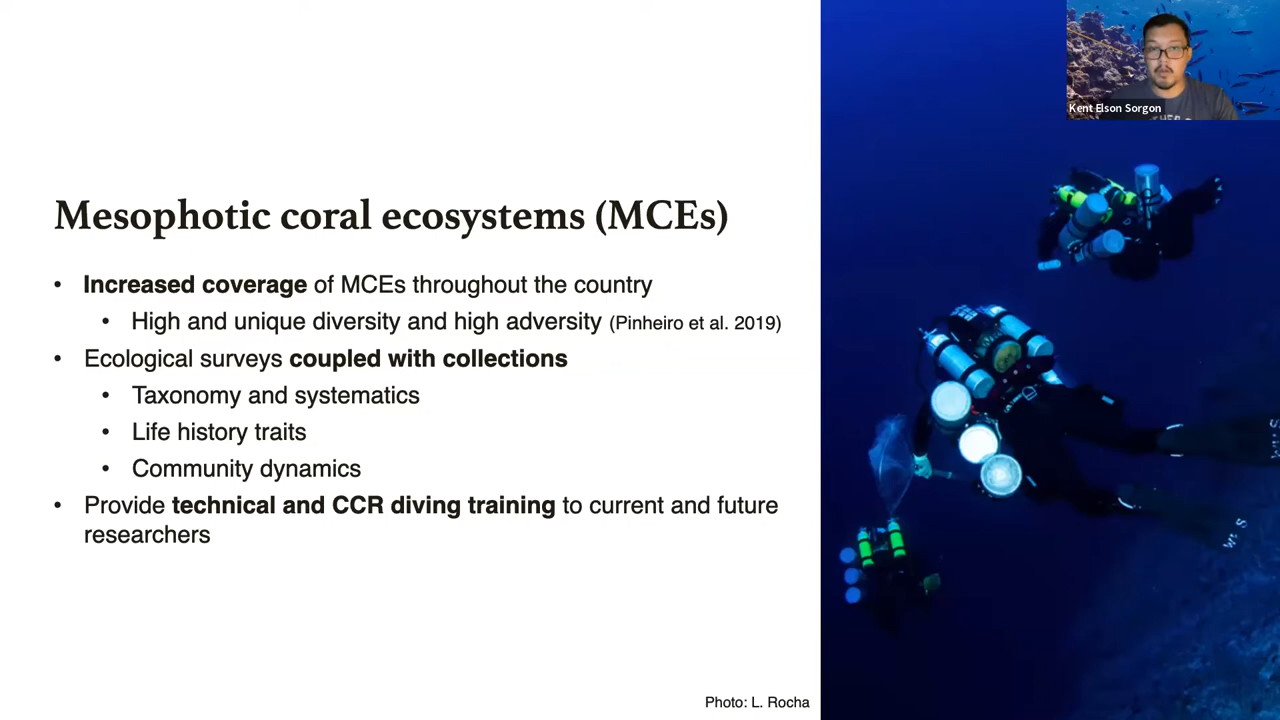 Kent Elson Sorgon
Mesophotic coral ecosystems (MCEs)
• Increased coverage of MCEs throughout the country
• High and unique diversity and high adversity (Pinheiro et al. 2019)
• Ecological surveys coupled with collections
• Taxonomy and systematics
• Life history traits
• Community dynamics
• Provide technical and CCR diving training to current and future
researchers
Photo: L. Rocha